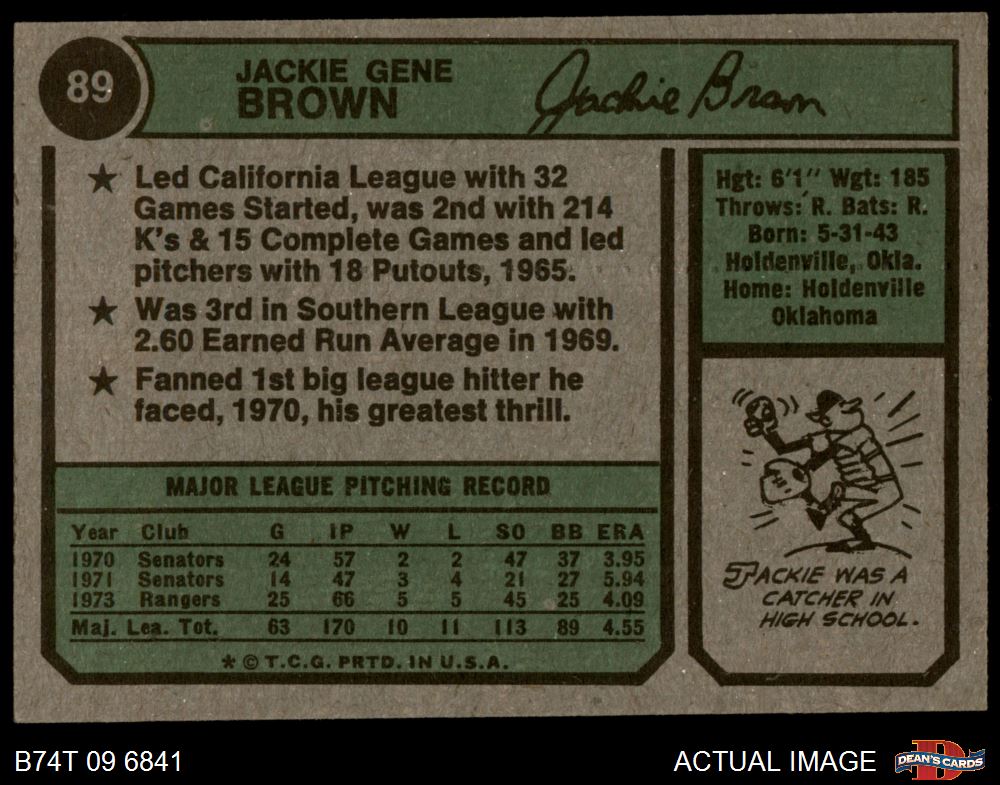 89
JACKIE GENE
BROWN
Jackie Brown
★ Led California League with 32
Games Started, was 2nd with 214
K's & 15 Complete Games and led
pitchers with 18 Putouts, 1965.
★ Was 3rd in Southern League with
2.60 Earned Run Average in 1969.
★ Fanned 1st big league hitter he
faced, 1970, his greatest thrill.
Hgt: 6'1" Wgt: 185
Throws: R. Bats: R.
Born: 5-31-43
Holdenville, Okla.
Home: Holdenville
Oklahoma
MAJOR LEAGUE PITCHING RECORD
Year Club G IP W L SO BB ERA
1970 Senators 24 57 2 2 47 37 3.95
1971 Senators 14 47 3 4 21 27 5.94
1973 Rangers 25 66 5 5 45 25 4.09
Maj. Lea. Tot. 63 170 10 11 113 89 4.55
* © T.C.G. PRTD. IN U.S.A.
JACKIE WAS A
CATCHER IN
HIGH SCHOOL.
B74T 09 6841
ACTUAL IMAGE
D
DEAN'S CARDS